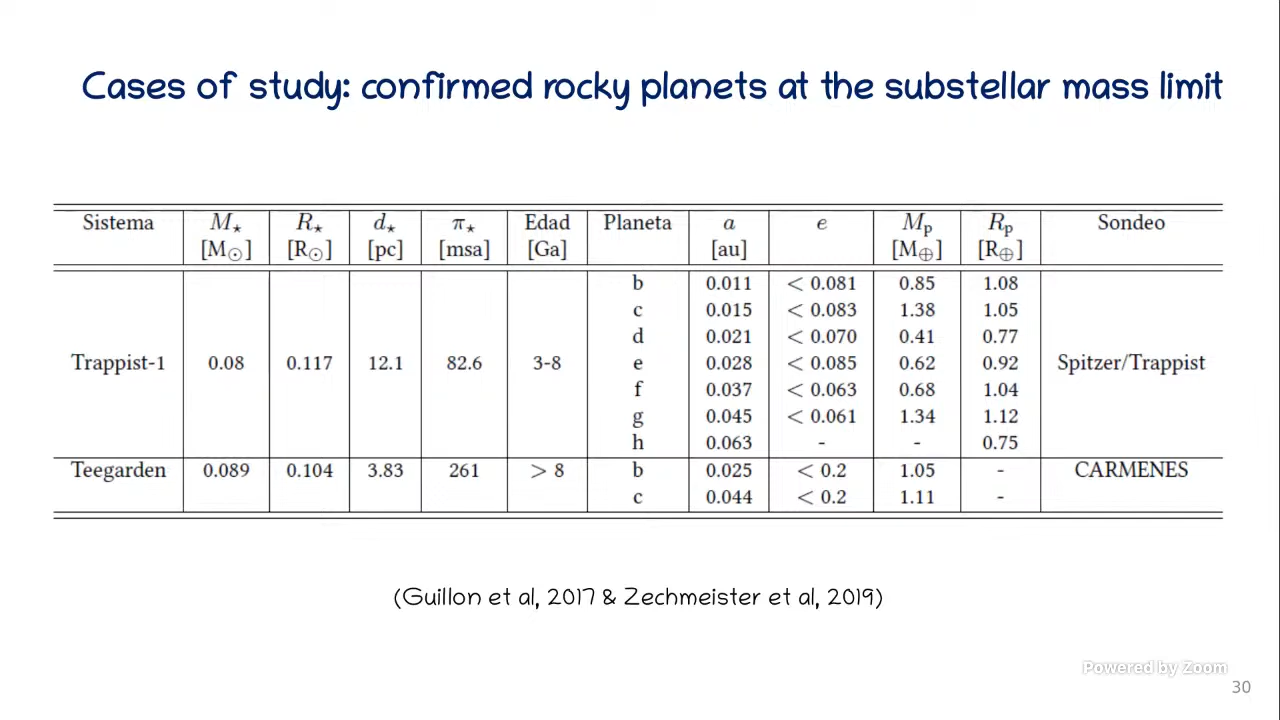 Cases of study: confirmed rocky planets at the substellar mass limit
Sistema M⋆ R⋆ d⋆ π⋆ Edad Planeta a e Mp Rp Sondeo
[M⊙] [R⊙] [pc] [msa] [Ga] [au] [M⊕] [R⊕]
b 0.011 < 0.081 0.85 1.08
c 0.015 < 0.083 1.38 1.05
d 0.021 < 0.070 0.41 0.77
Trappist-1 0.08 0.117 12.1 82.6 3-8 e 0.028 < 0.085 0.62 0.92 Spitzer/Trappist
f 0.037 < 0.063 0.68 1.04
g 0.045 < 0.061 1.34 1.12
h 0.063 - - 0.75
Teegarden 0.089 0.104 3.83 261 > 8 b 0.025 < 0.2 1.05 - CARMENES
c 0.044 < 0.2 1.11 -
(Guillon et al, 2017 & Zechmeister et al, 2019)
Powered by Zoom
30